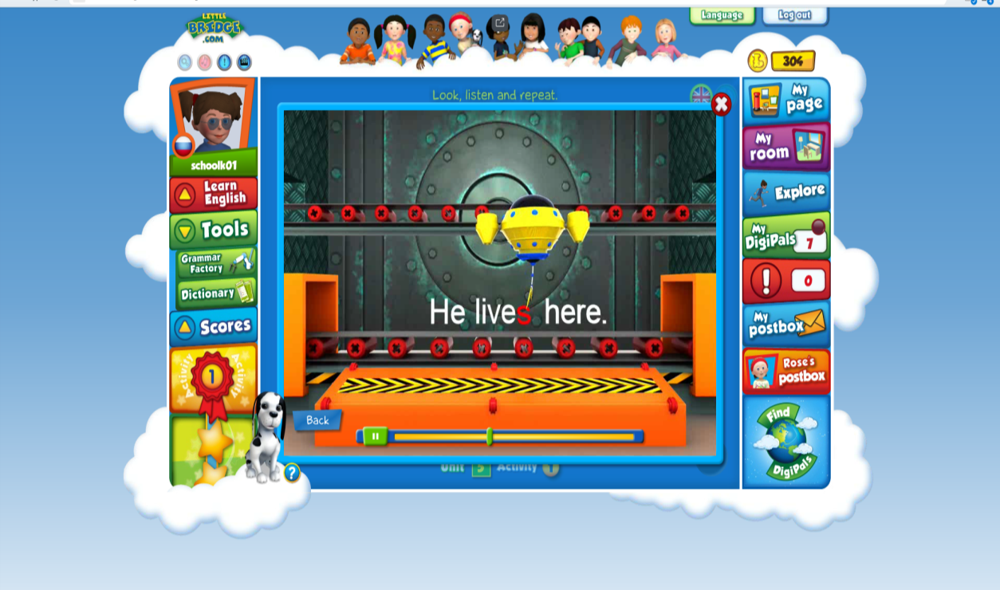 LITTLE
BRIDGE
.COM
Language
Log out
304
schoolk01
Learn
English
Tools
Grammar
Factory
Dictionary
Scores
Activity
1
Activity
Look, listen and repeat.
He lives here.
Back
Unit 5 Activity 1
?
My
page
My
room
Explore
My
DigiPals
7
!
0
My
postbox
Rose's
postbox
Find
DigiPals